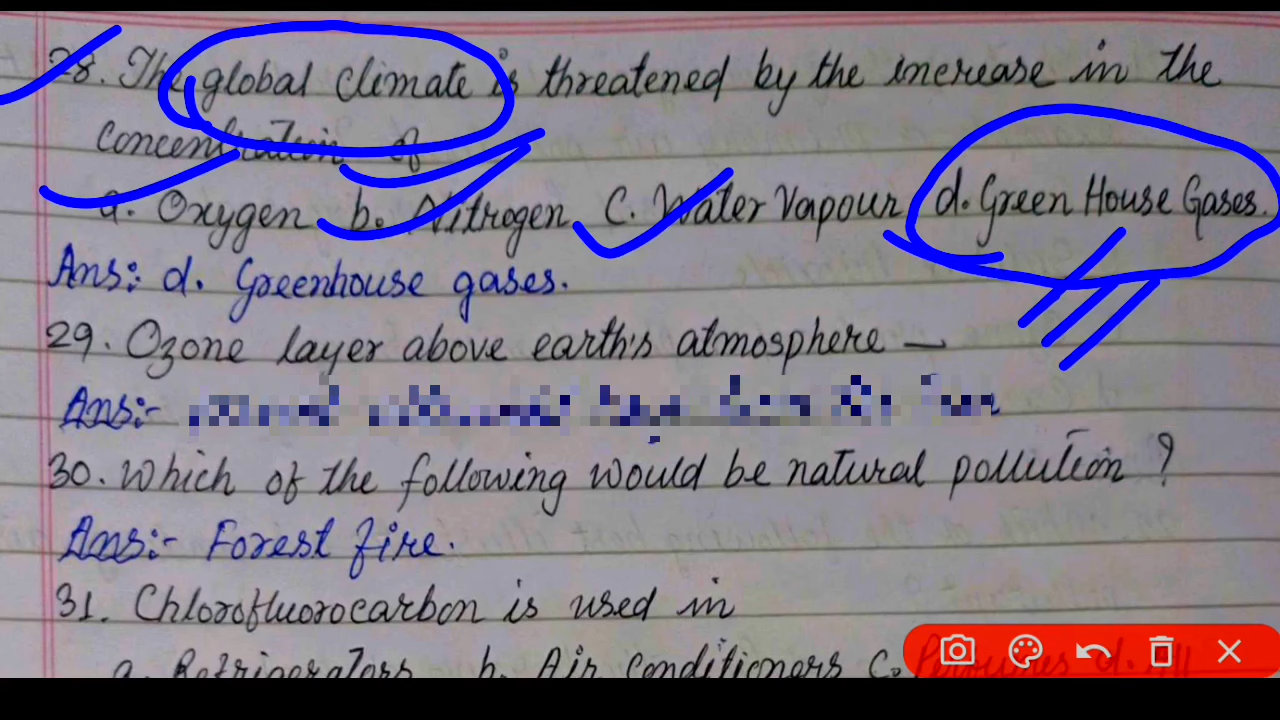 28. The global climate is threatened by the increase in the
concentration of
a. Oxygen b. Nitrogen c. Water Vapour d. Green House Gases.
Ans:- d. Greenhouse gases.
29. Ozone layer above earth's atmosphere —
Ans:-
30. Which of the following would be natural pollution ?
Ans:- Forest fire.
31. Chlorofluorocarbon is used in
a. Refrigerators b. Air Conditioners c. Perfumes d. All